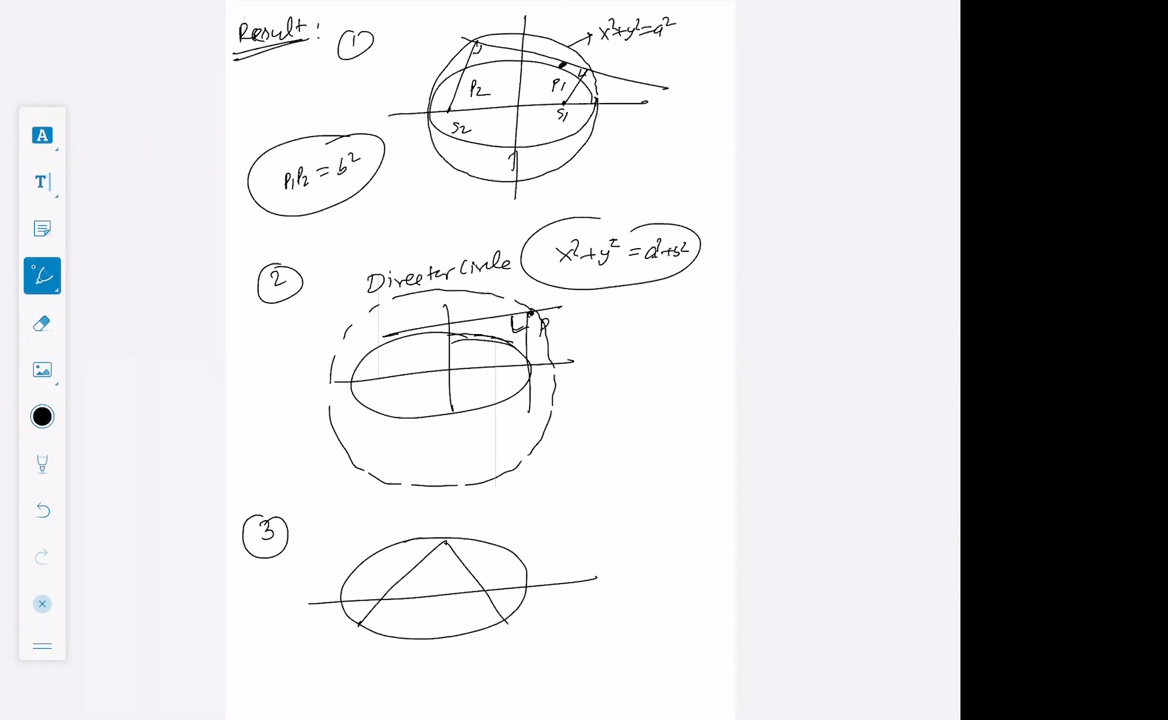 Result :
①
x²+y²=a²
P₂
P₁
S₂
S₁
P₁P₂ = b²
②
Director Circle
x²+y² = a²+b²
P
③
A
T